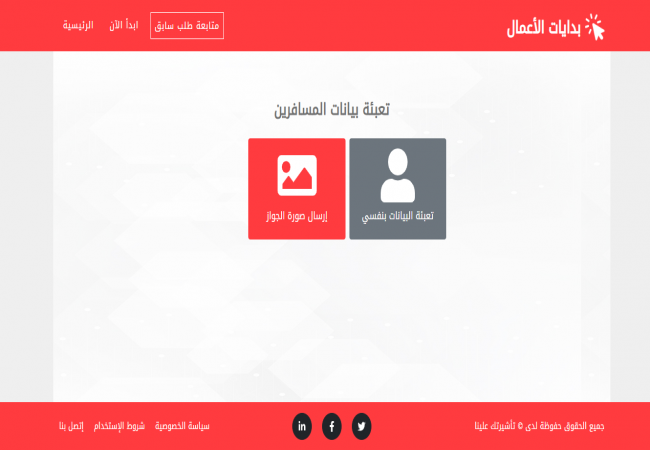 بدايات الأعمال
متابعة طلب سابق
ابدأ الآن
الرئيسية
تعبئة بيانات المسافرين
تعبئة البيانات بنفسي
إرسال صورة الجواز
جميع الحقوق حفوظة لدى © تأشيرتك علينا
سياسة الخصوصية
شروط الإستخدام
إتصل بنا